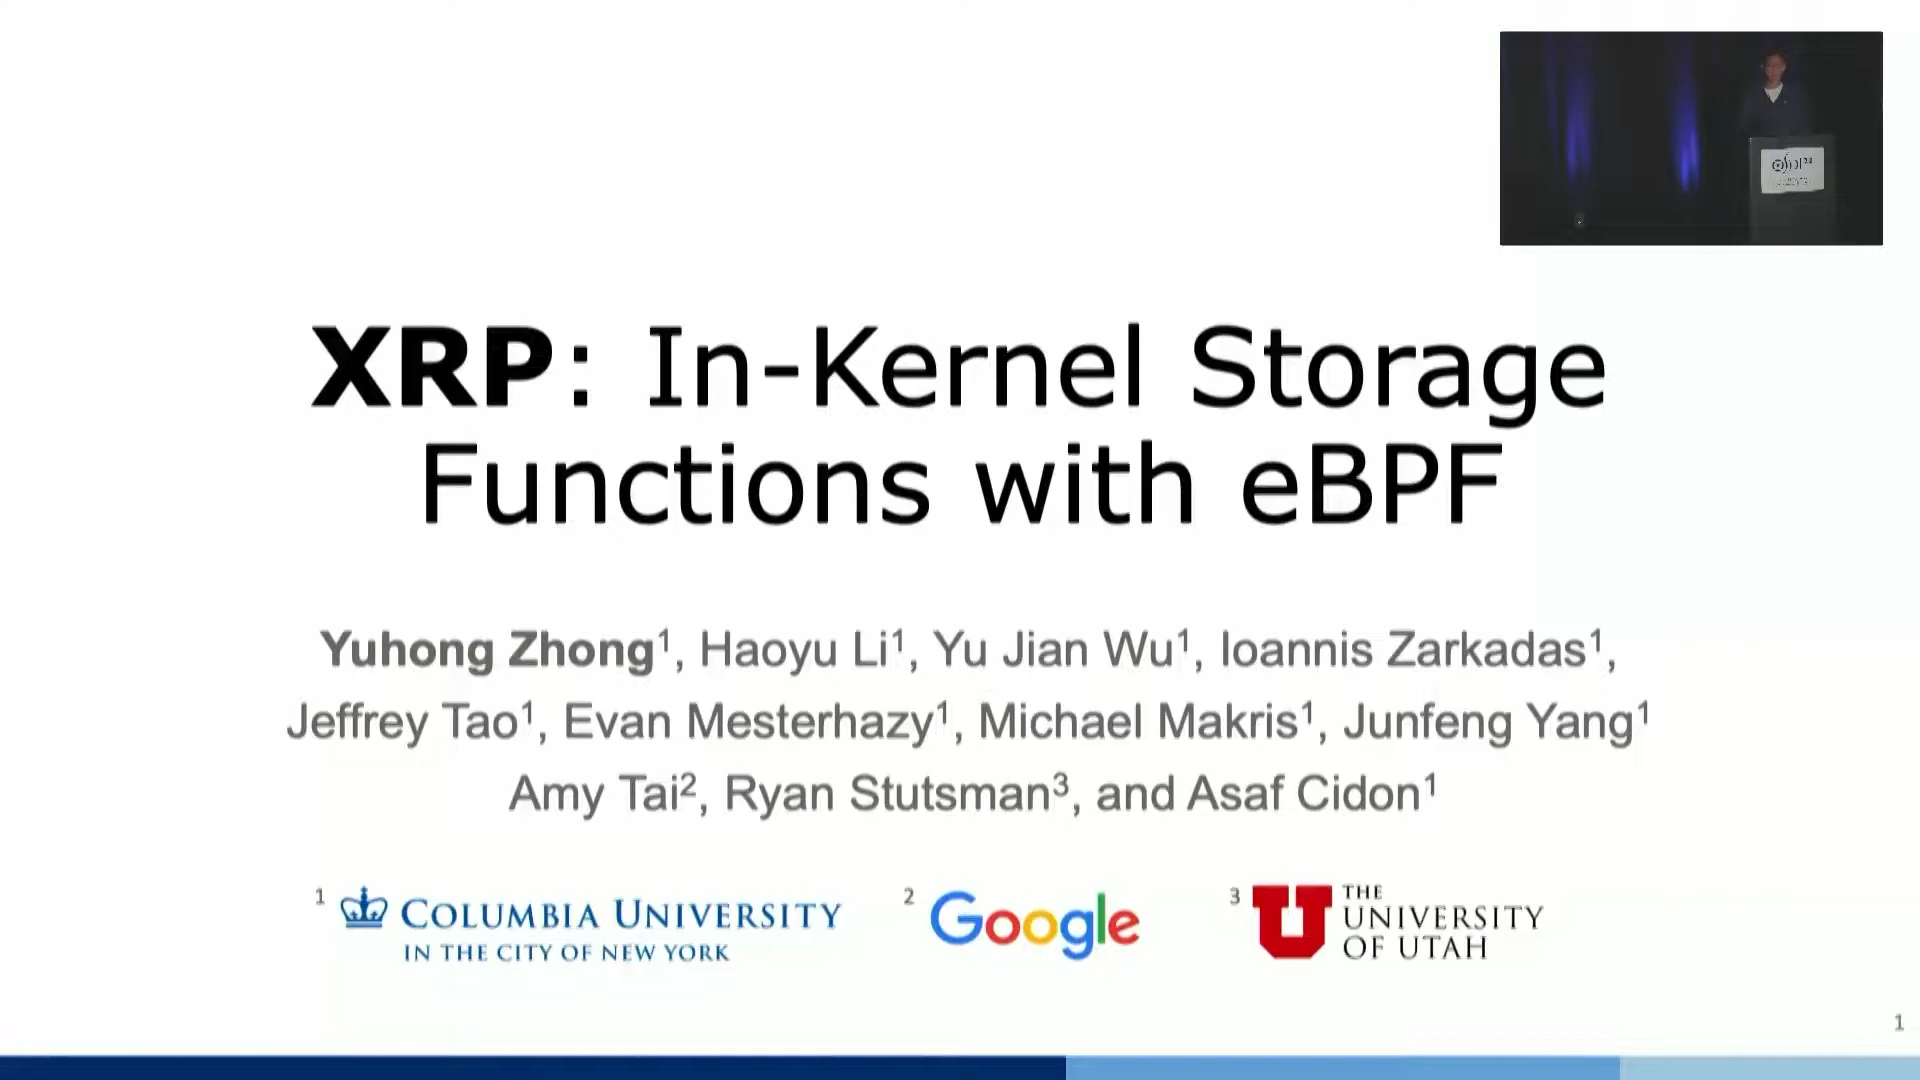 XRP: In-Kernel Storage
Functions with eBPF
Yuhong Zhong¹, Haoyu Li¹, Yu Jian Wu¹, Ioannis Zarkadas¹,
Jeffrey Tao¹, Evan Mesterhazy¹, Michael Makris¹, Junfeng Yang¹
Amy Tai², Ryan Stutsman³, and Asaf Cidon¹
1 COLUMBIA UNIVERSITY
IN THE CITY OF NEW YORK
2 Google
3 U THE
UNIVERSITY
OF UTAH
1